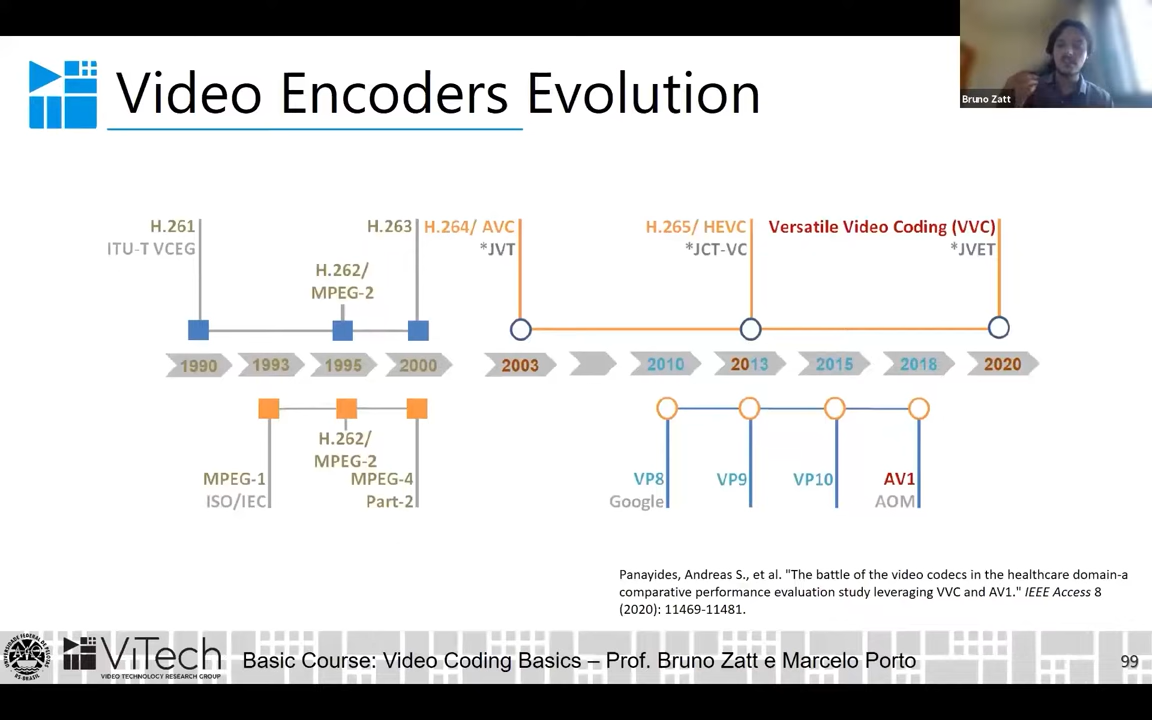 Bruno Zatt
Video Encoders Evolution
H.261
ITU-T VCEG
H.262/
MPEG-2
H.263
H.264/ AVC
*JVT
H.265/ HEVC
*JCT-VC
Versatile Video Coding (VVC)
*JVET
1990
1993
1995
2000
2003
2010
2013
2015
2018
2020
MPEG-1
ISO/IEC
H.262/
MPEG-2
MPEG-4
Part-2
VP8
Google
VP9
VP10
AV1
AOM
Panayides, Andreas S., et al. "The battle of the video codecs in the healthcare domain-a
comparative performance evaluation study leveraging VVC and AV1." IEEE Access 8
(2020): 11469-11481.
ViTech
VIDEO TECHNOLOGY RESEARCH GROUP
Basic Course: Video Coding Basics – Prof. Bruno Zatt e Marcelo Porto
99